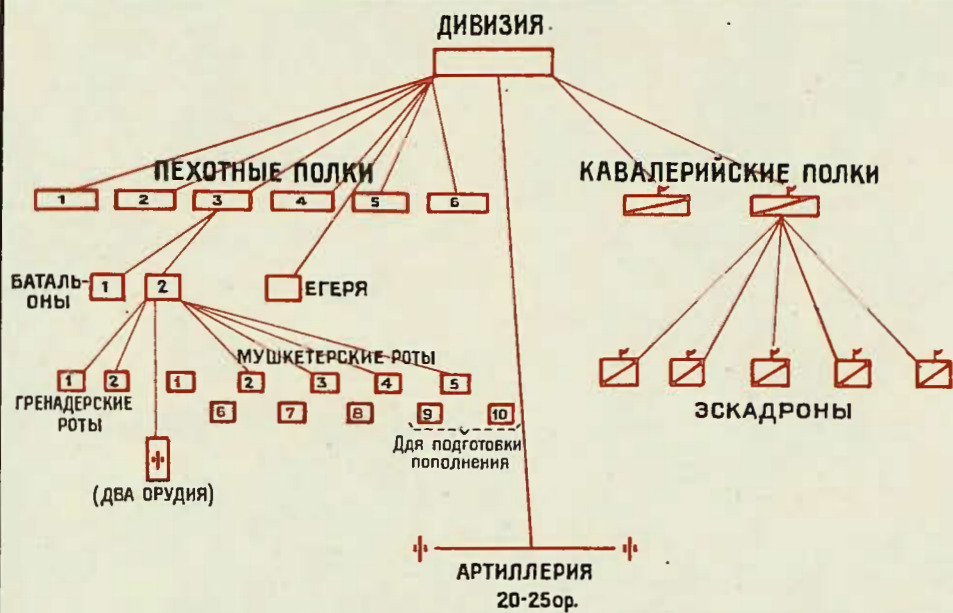 ДИВИЗИЯ
ПЕХОТНЫЕ ПОЛКИ
КАВАЛЕРИЙСКИЕ ПОЛКИ
1 2 3 4 5 6
БАТАЛЬ-
ОНЫ
1 2
ЕГЕРЯ
МУШКЕТЕРСКИЕ РОТЫ
1 2 1 2 3 4 5
ГРЕНАДЕРСКИЕ
РОТЫ
6 7 8 9 10
ЭСКАДРОНЫ
Для подготовки
пополнения
(ДВА ОРУДИЯ)
АРТИЛЛЕРИЯ
20-25ор.